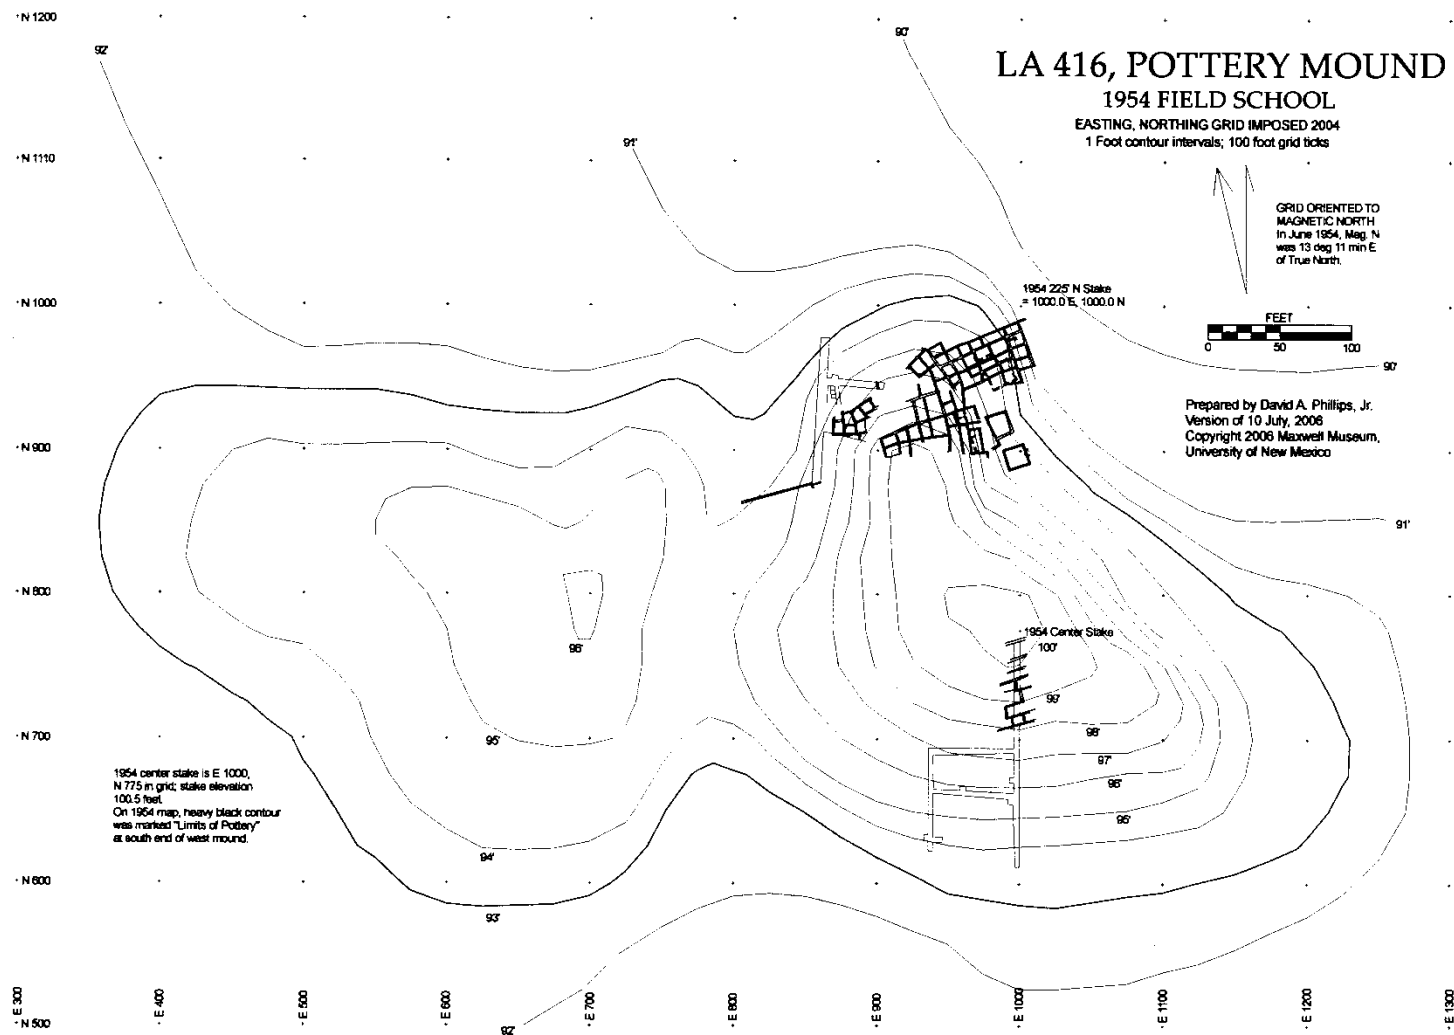 N 1200
92'
90'
LA 416, POTTERY MOUND
1954 FIELD SCHOOL
EASTING, NORTHING GRID IMPOSED 2004
1 Foot contour intervals; 100 foot grid ticks
N 1110
91'
GRID ORIENTED TO
MAGNETIC NORTH
In June 1954, Mag. N
was 13 deg 11 min E
of True North.
N 1000
1954 225' N Stake
= 1000.0 E, 1000.0 N
FEET
0 50 100
90'
Prepared by David A. Phillips, Jr.
Version of 10 July, 2006
Copyright 2006 Maxwell Museum,
University of New Mexico
N 900
91'
N 800
96'
1954 Center Stake
100'
99'
98'
97'
96'
95'
N 700
95'
1954 center stake is E 1000,
N 775 in grid; stake elevation
100.5 feet.
On 1954 map, heavy black contour
was marked "Limits of Pottery"
at south end of west mound.
94'
N 600
93'
92'
N 500
E 300
E 400
E 500
E 600
E 700
E 800
E 900
E 1000
E 1100
E 1200
E 1300